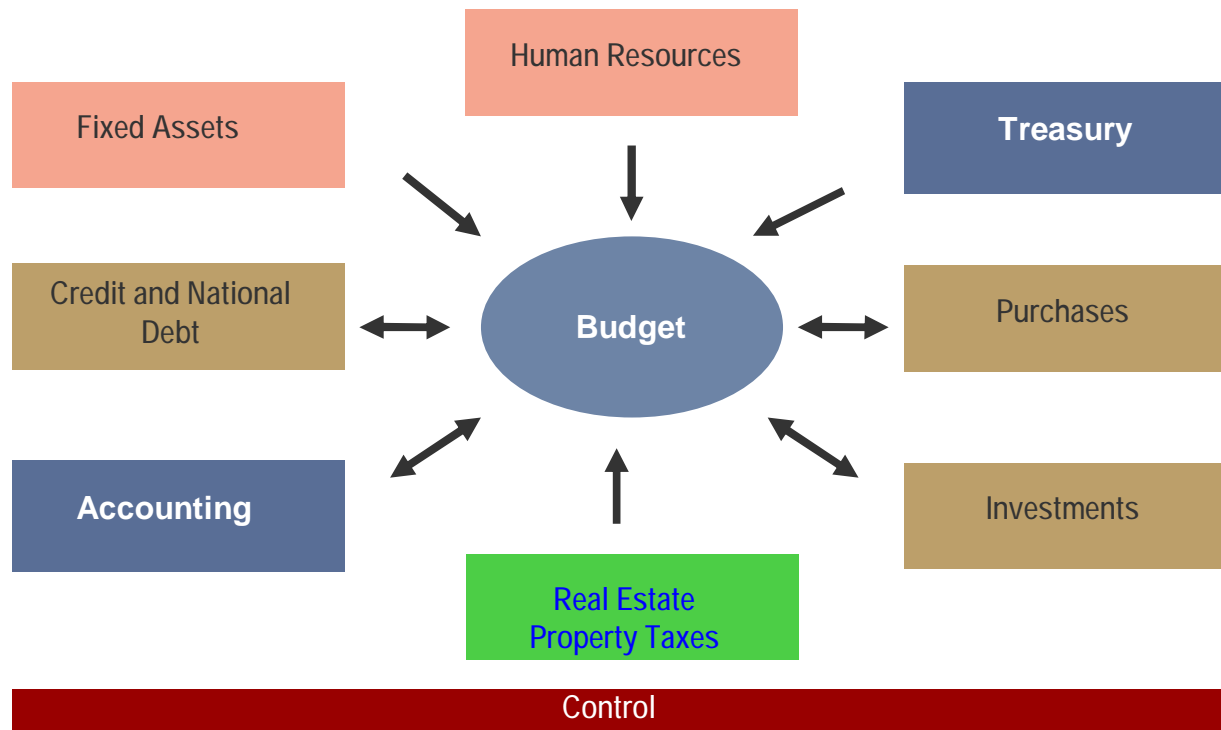 Human Resources
Fixed Assets
Treasury
Credit and National
Debt
Budget
Purchases
Accounting
Investments
Real Estate
Property Taxes
Control